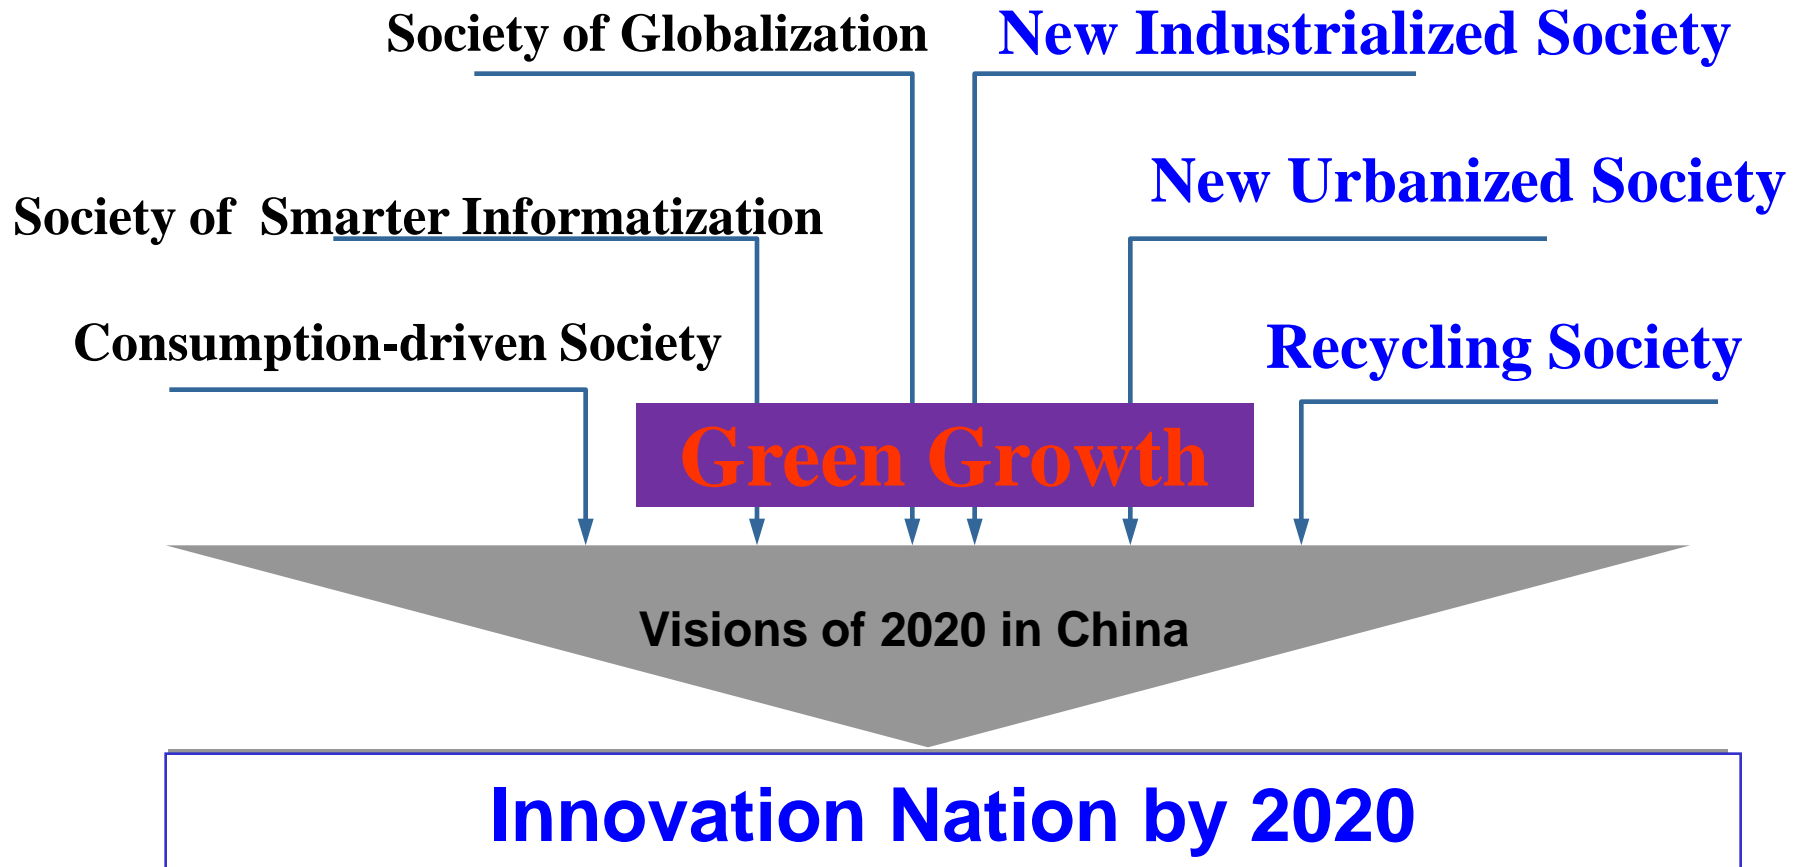 Society of Globalization
New Industrialized Society
New Urbanized Society
Society of Smarter Informatization
Consumption-driven Society
Recycling Society
Green Growth
Visions of 2020 in China
Innovation Nation by 2020